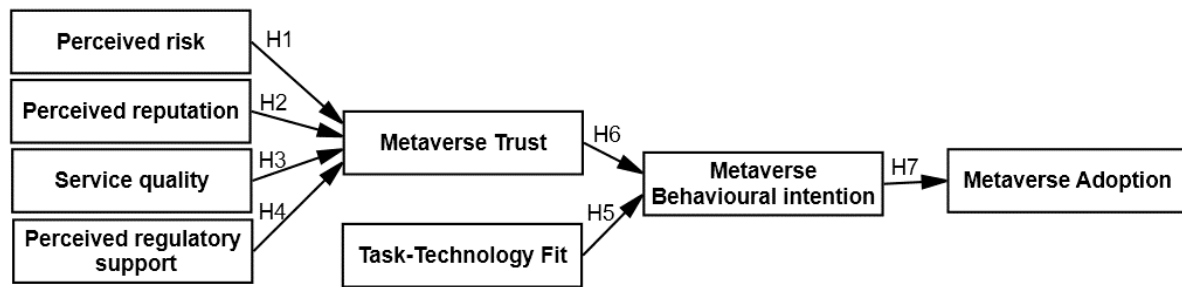 Perceived risk
H1
Perceived reputation
H2
Service quality
H3
Perceived regulatory
support
H4
Metaverse Trust
H6
Task-Technology Fit
H5
Metaverse
Behavioural intention
H7
Metaverse Adoption